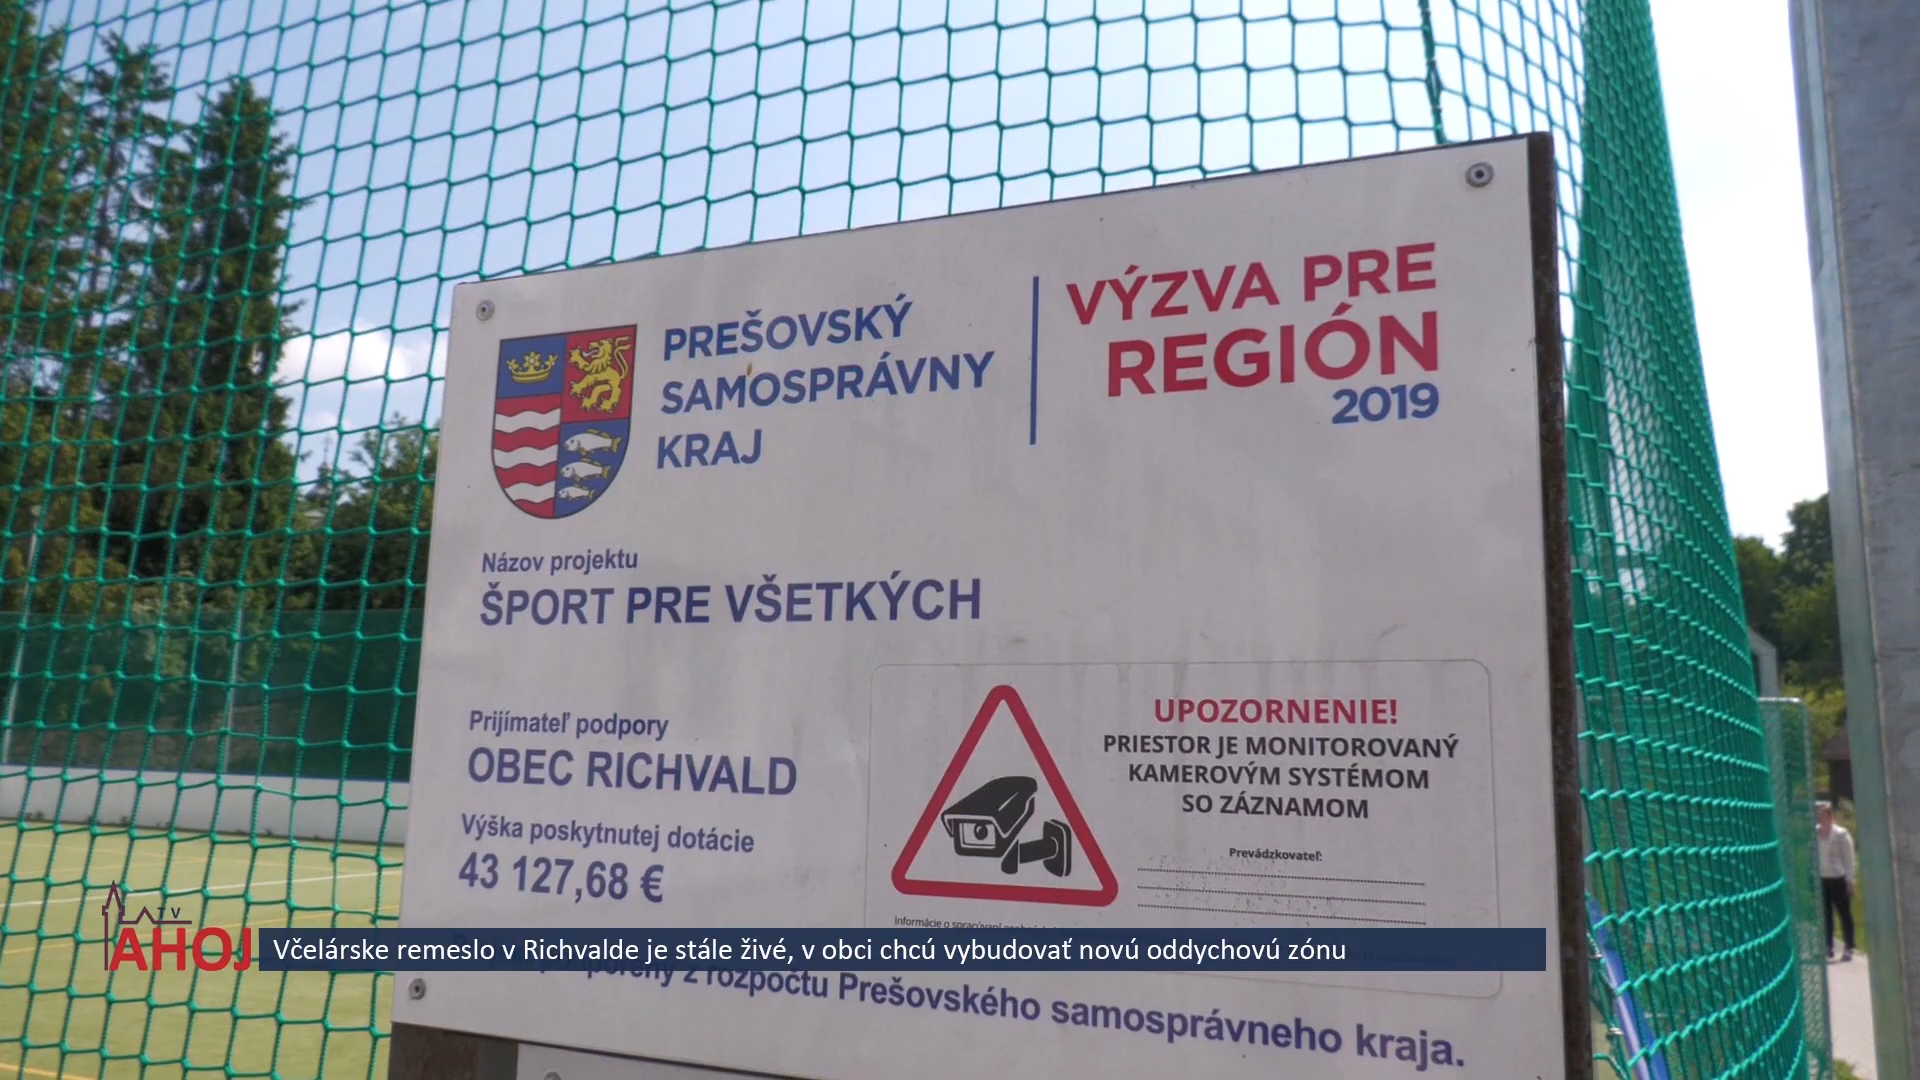 PREŠOVSKÝ
SAMOSPRÁVNY
KRAJ
VÝZVA PRE
REGIÓN
2019
Názov projektu
ŠPORT PRE VŠETKÝCH
Prijímateľ podpory
OBEC RICHVALD
Výška poskytnutej dotácie
43 127,68 €
UPOZORNENIE!
PRIESTOR JE MONITOROVANÝ
KAMEROVÝM SYSTÉMOM
SO ZÁZNAMOM
Prevádzkovateľ:
Informácie o
TV
AHOJ
Včelárske remeslo v Richvalde je stále živé, v obci chcú vybudovať novú oddychovú zónu
z rozpočtu Prešovského samosprávneho kraja.